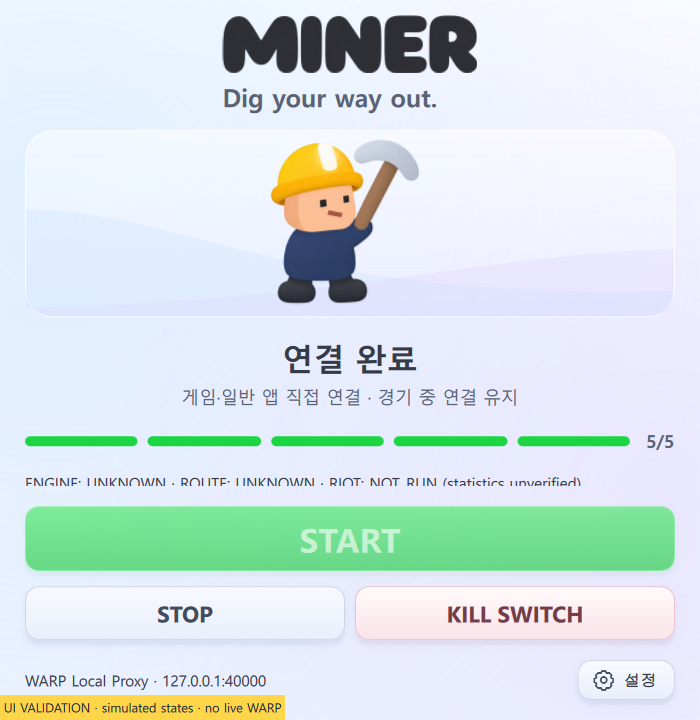 MINER
Dig your way out.
연결 완료
게임·일반 앱 직접 연결 · 경기 중 연결 유지
5/5
ENGINE: UNKNOWN · ROUTE: UNKNOWN · RIOT: NOT RUN (statistics unverified)
START
STOP
KILL SWITCH
WARP Local Proxy · 127.0.0.1:40000
설정
UI VALIDATION · simulated states · no live WARP